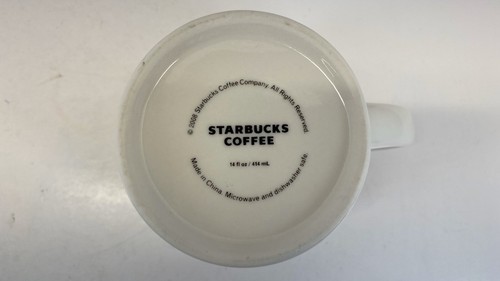 © 2008 Starbucks Coffee Company. All Rights Reserved.
STARBUCKS
COFFEE
14 fl oz / 414 mL
Made in China. Microwave and dishwasher safe.